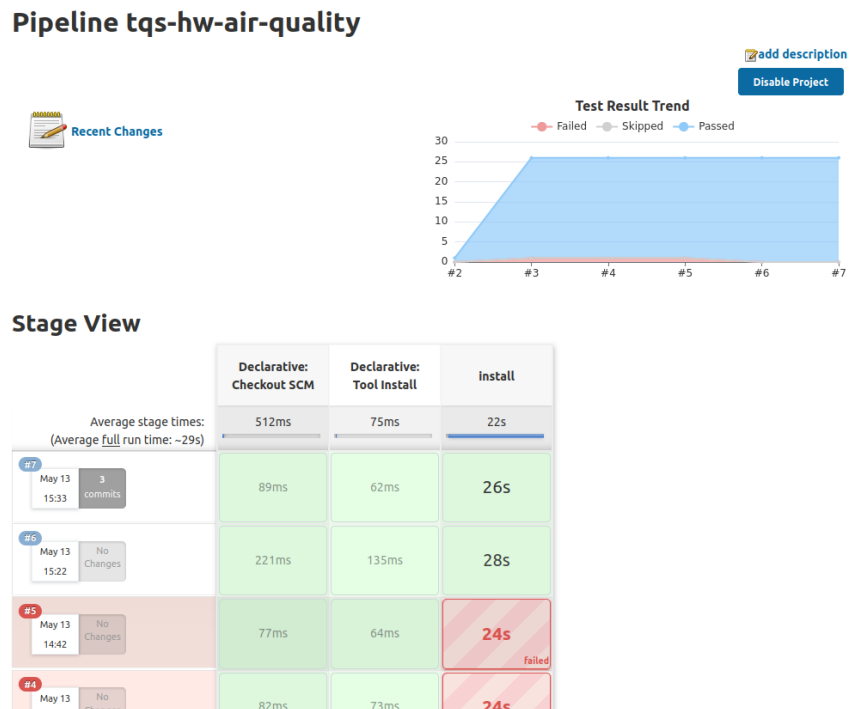 Pipeline tqs-hw-air-quality
add description
Disable Project
Recent Changes
Test Result Trend
Failed Skipped Passed
30
25
20
15
10
5
0
#2 #3 #4 #5 #6 #7
Stage View
Declarative: Checkout SCM
Declarative: Tool Install
install
Average stage times:
(Average full run time: ~29s)
512ms 75ms 22s
#7
May 13
15:33
3
commits
89ms 62ms 26s
#6
May 13
15:22
No
Changes
221ms 135ms 28s
#5
May 13
14:42
No
Changes
77ms 64ms 24s
failed
#4
May 13
No
Changes
82ms 73ms 24s